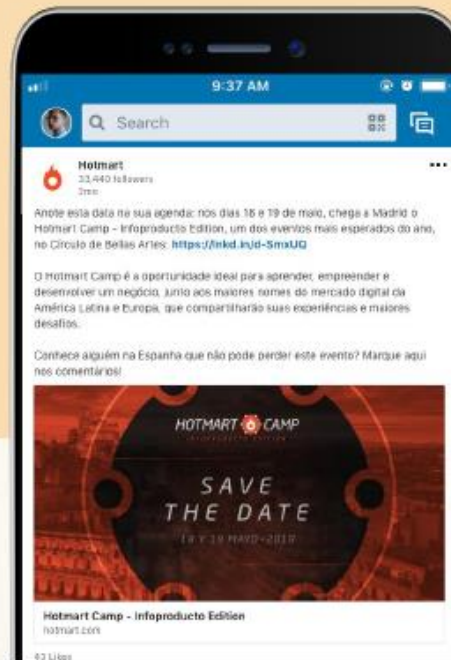 9:37 AM
Search
Hotmart
33,440 followers
2mo
Anote esta data na sua agenda: nos dias 18 e 19 de maio, chega a Madrid o
Hotmart Camp - Infoproducto Edition, um dos eventos mais esperados do ano,
no Círculo de Bellas Artes: https://lnkd.in/d-SmxUQ
O Hotmart Camp é a oportunidade ideal para aprender, empreender e
desenvolver um negócio, junto aos maiores nomes do mercado digital da
América Latina e Europa, que compartilharão suas experiências e maiores
desafios.
Conhece alguém na Espanha que não pode perder este evento? Marque aqui
nos comentários!
HOTMART CAMP
INFOPRODUCTO EDITION
SAVE
THE DATE
18 Y 19 MAYO-2018
Hotmart Camp - Infoproducto Edition
hotmart.com
43 Likes